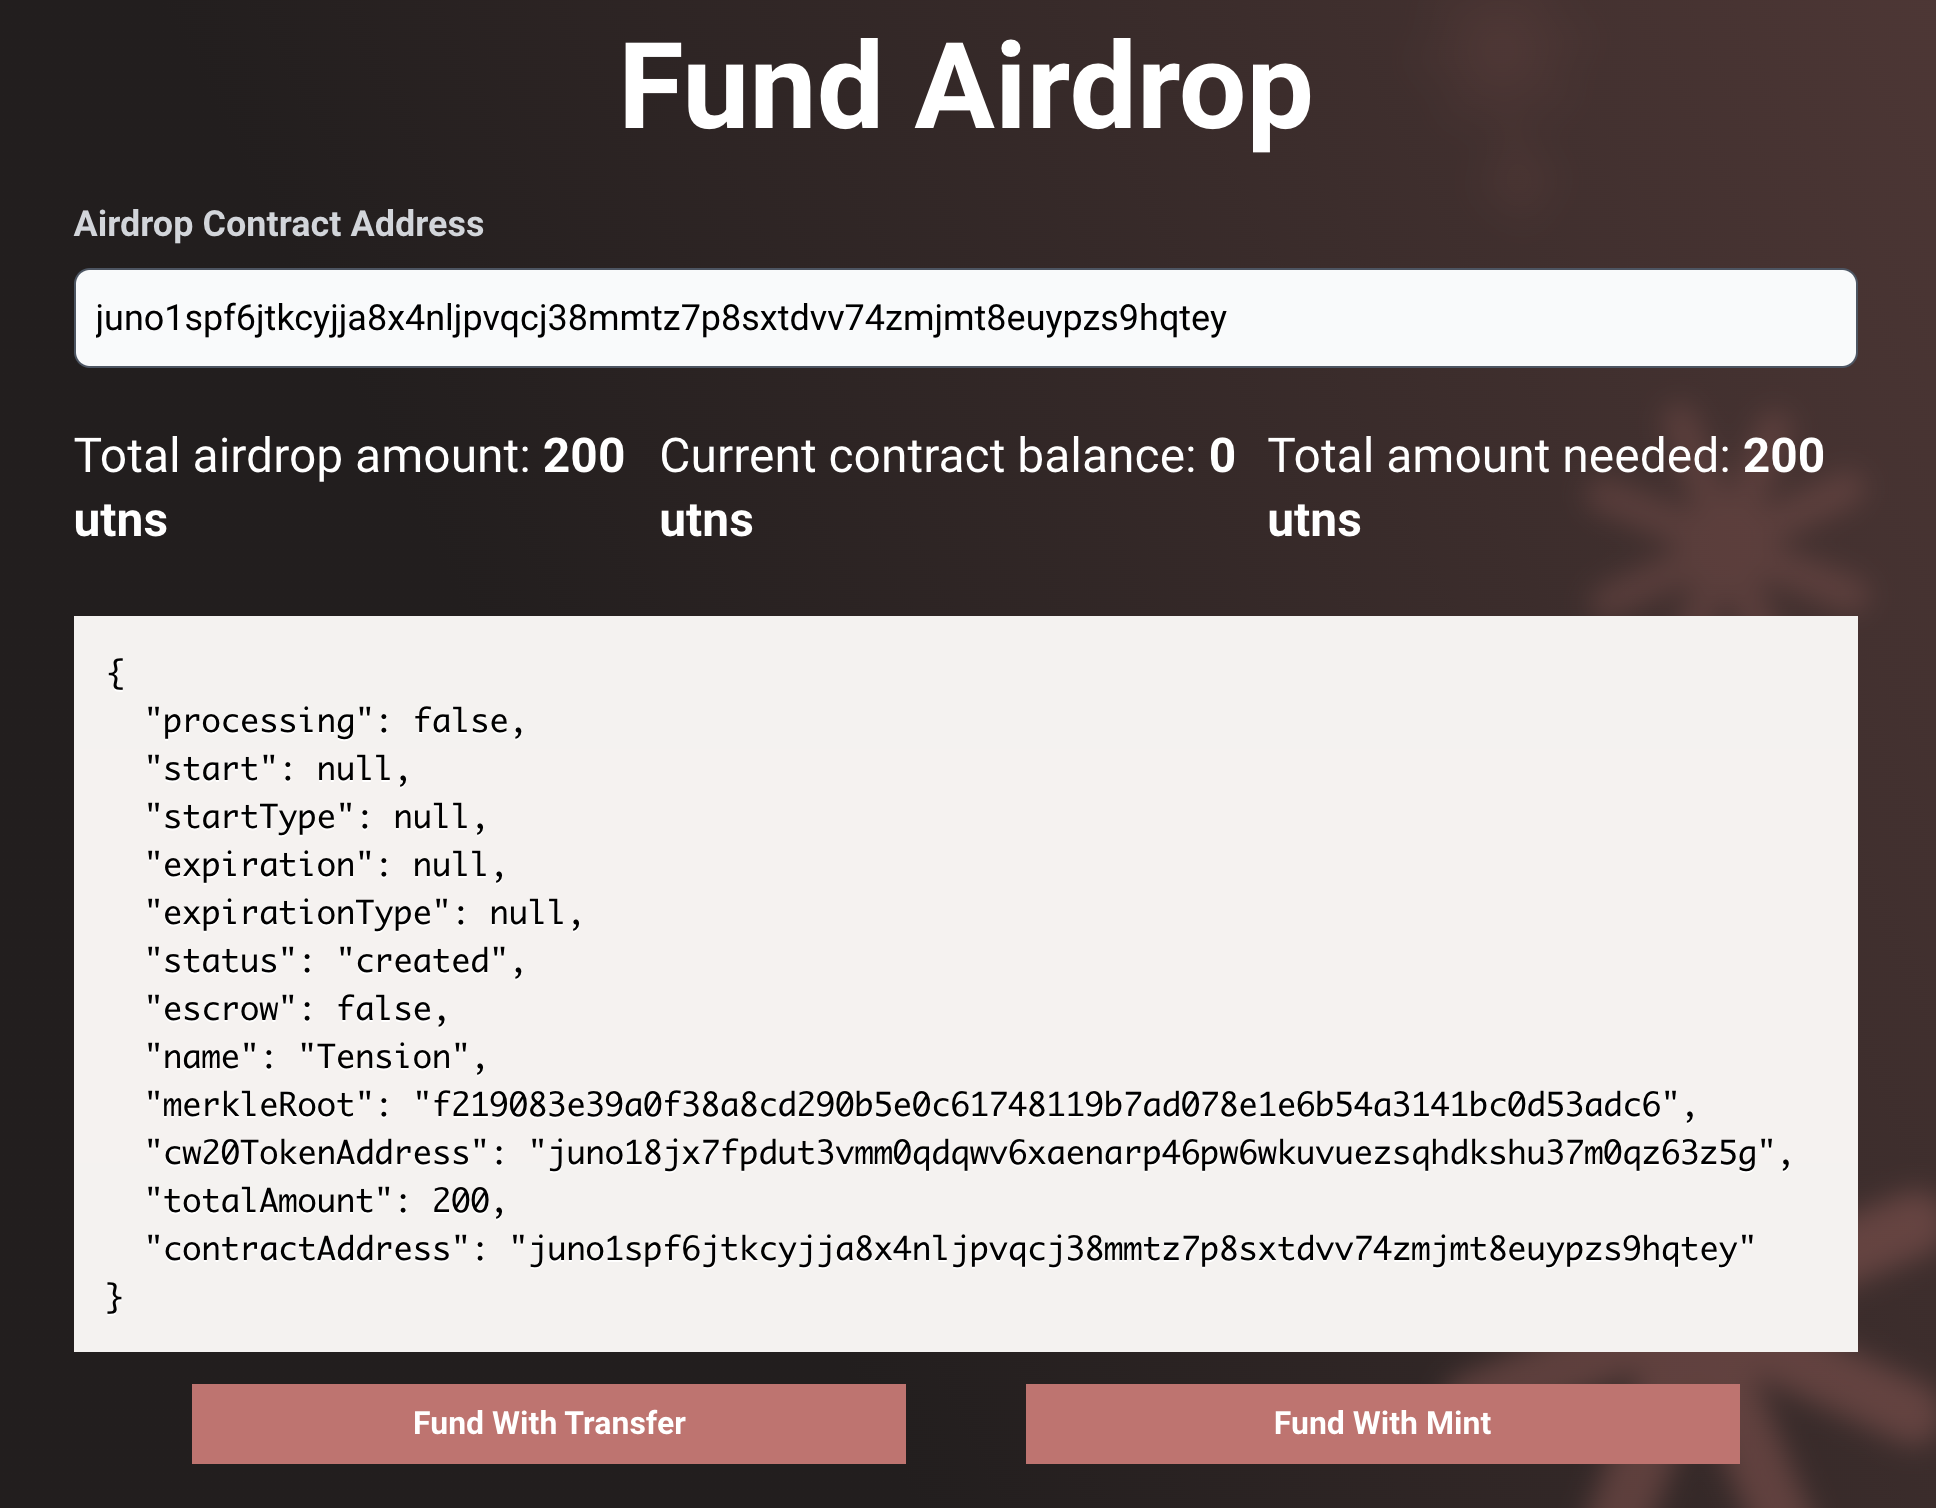 Fund Airdrop
Airdrop Contract Address
juno1spf6jtkcyjja8x4nljpvqcj38mmtz7p8sxtdvv74zmjmt8euypzs9hqtey
Total airdrop amount: 200 utns
Current contract balance: 0 utns
Total amount needed: 200 utns
{
  "processing": false,
  "start": null,
  "startType": null,
  "expiration": null,
  "expirationType": null,
  "status": "created",
  "escrow": false,
  "name": "Tension",
  "merkleRoot": "f219083e39a0f38a8cd290b5e0c61748119b7ad078e1e6b54a3141bc0d53adc6",
  "cw20TokenAddress": "juno18jx7fpdut3vmm0qdqwv6xaenarp46pw6wkuvuezsqhdkshu37m0qz63z5g",
  "totalAmount": 200,
  "contractAddress": "juno1spf6jtkcyjja8x4nljpvqcj38mmtz7p8sxtdvv74zmjmt8euypzs9hqtey"
}
Fund With Transfer
Fund With Mint